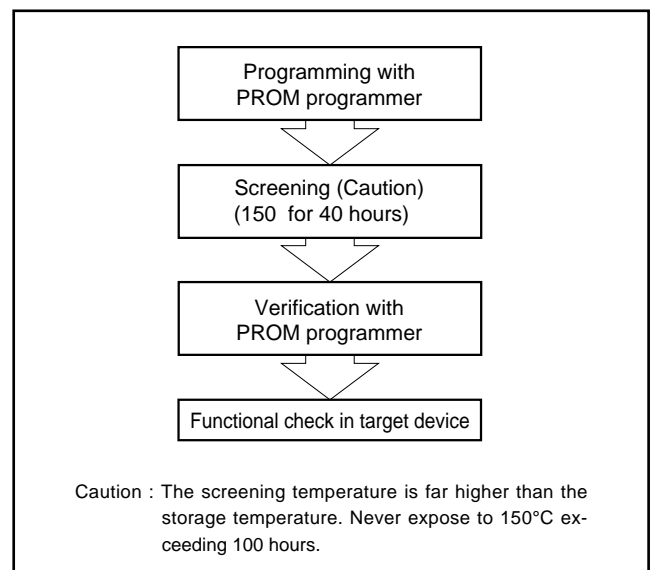 Programming with
PROM programmer
Screening (Caution)
(150  for 40 hours)
Verification with
PROM programmer
Functional check in target device
Caution : The screening temperature is far higher than the
storage temperature. Never expose to 150°C ex-
ceeding 100 hours.